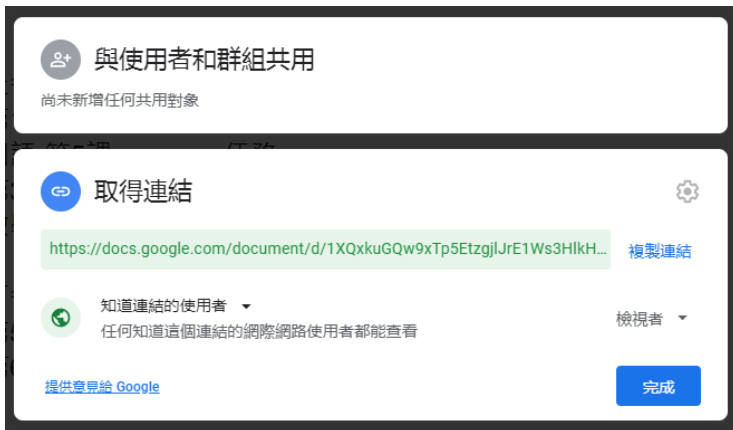 與使用者和群組共用
尚未新增任何共用對象
取得連結
https://docs.google.com/document/d/1XQxkuGQw9xTp5EtzgjlJrE1Ws3HlkH...
複製連結
知道連結的使用者
任何知道這個連結的網際網路使用者都能查看
檢視者
提供意見給 Google
完成